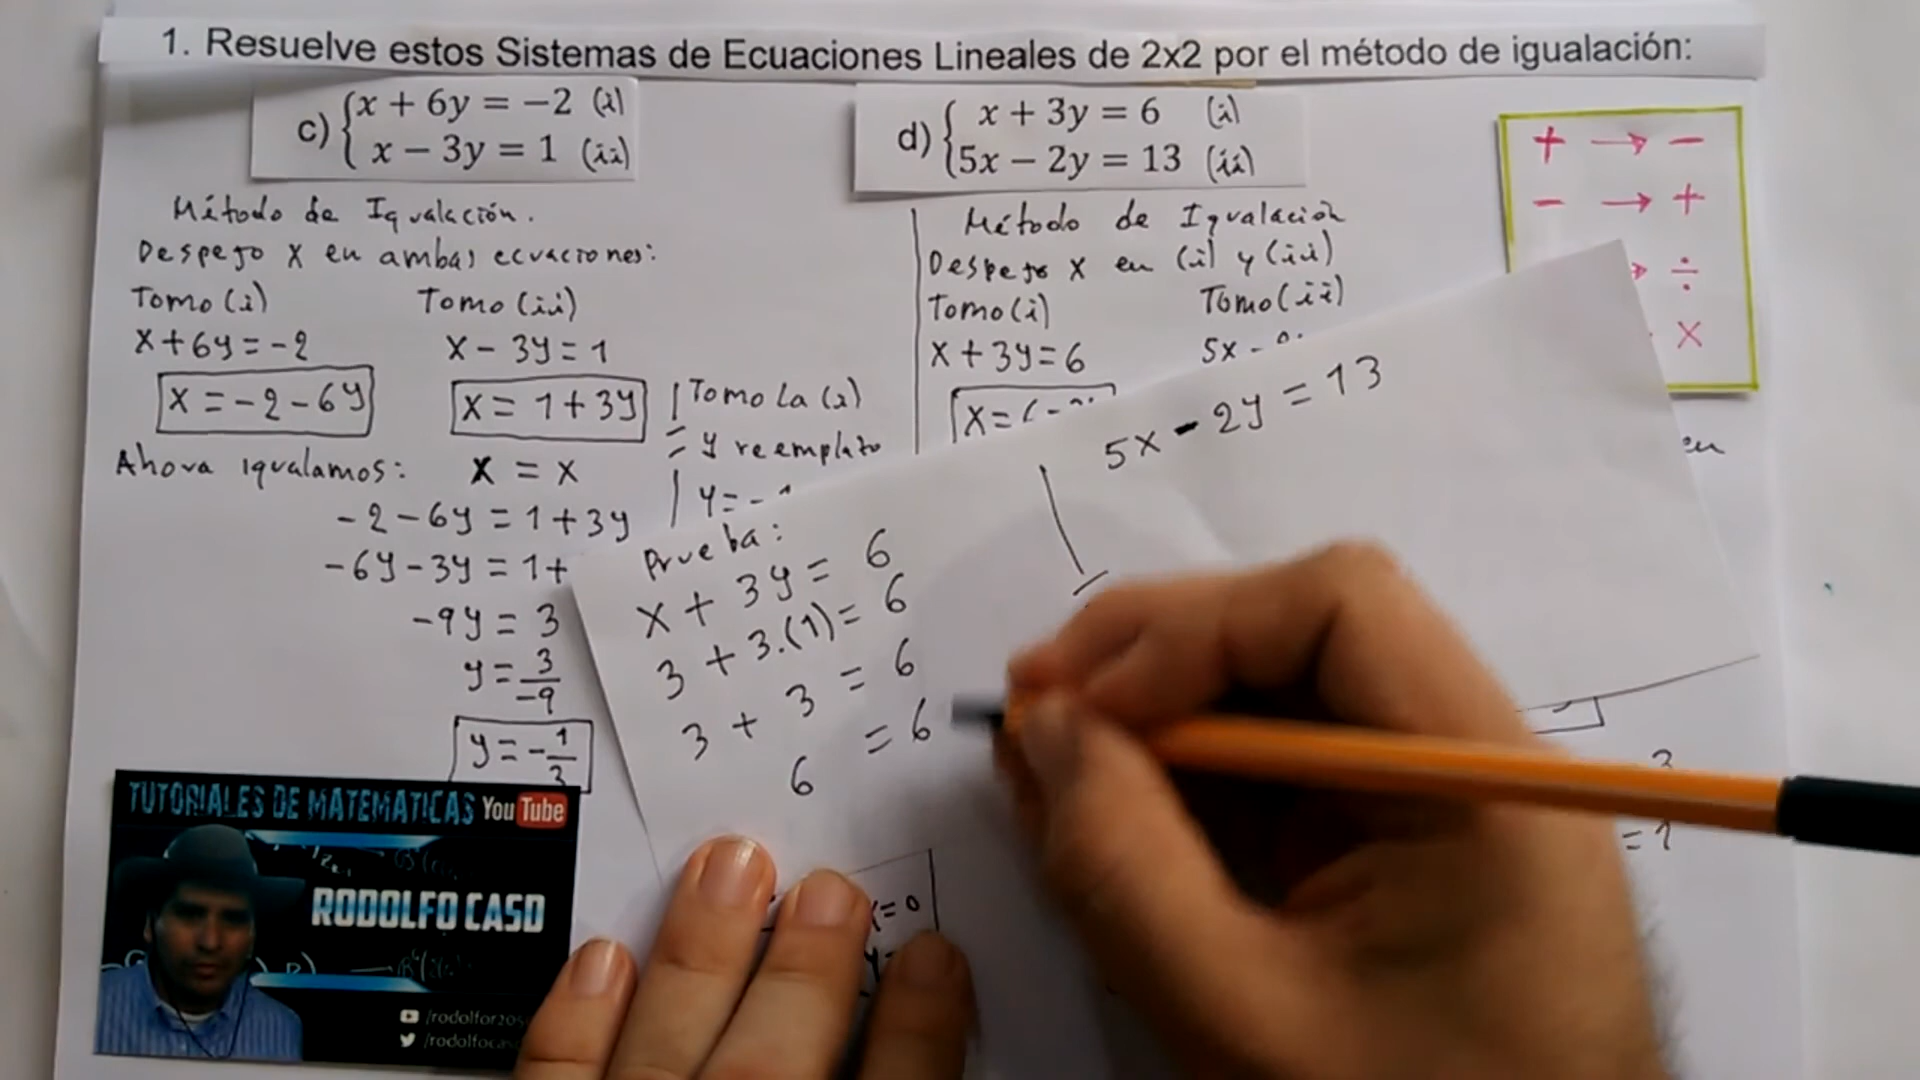 1. Resuelve estos Sistemas de Ecuaciones Lineales de 2x2 por el método de igualación:
c) { x + 6y = −2 (i)
x − 3y = 1 (ii)
Método de Igualación.
Despejo x en ambas ecuaciones:
Tomo (i) Tomo (ii)
x+6y=-2 x - 3y = 1
x = -2 - 6y x = 1+3y
Ahora igualamos: x = x
-2 -6y = 1+3y
-6y-3y = 1+
-9y = 3
y = 3/-9
y = -1/3
Tomo La (i)
y reemplazo
y = -
d) { x + 3y = 6 (i)
5x − 2y = 13 (ii)
Método de Igualación
Despejo x en (i) y (ii)
Tomo (i) Tomo (ii)
x + 3y = 6 5x -
x =
en
+ → -
- → +
→ ÷
x
Prueba:
x + 3y = 6
3 + 3.(1) = 6
3 + 3 = 6
6 = 6
5x - 2y = 13
x=0
= 1
TUTORIALES DE MATEMATICAS YouTube
RODOLFO CASO